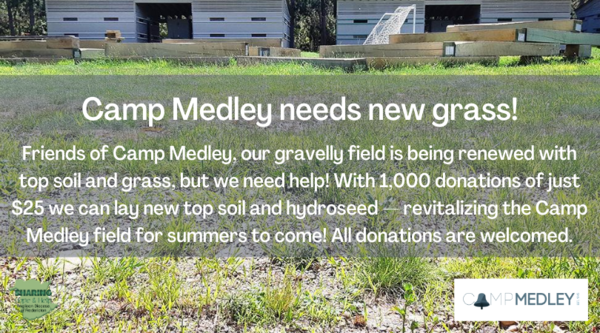 Camp Medley needs new grass!
Friends of Camp Medley, our gravelly field is being renewed with
top soil and grass, but we need help! With 1,000 donations of just
$25 we can lay new top soil and hydroseed — revitalizing the Camp
Medley field for summers to come! All donations are welcomed.
SHARING
CAMPMEDLEY